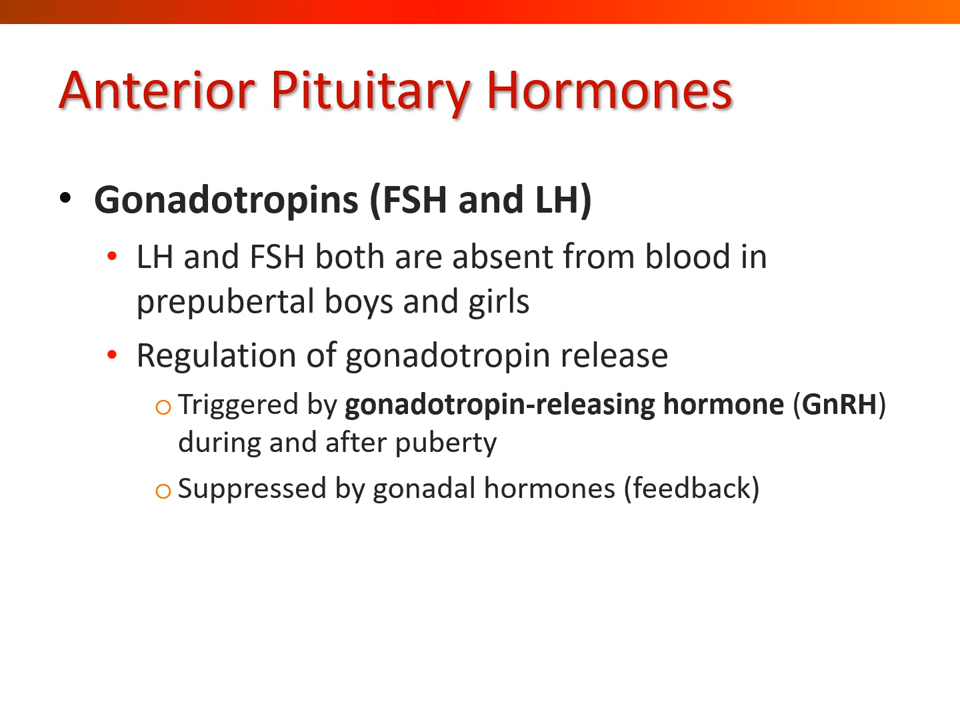 Anterior Pituitary Hormones
• Gonadotropins (FSH and LH)
• LH and FSH both are absent from blood in
prepubertal boys and girls
• Regulation of gonadotropin release
o Triggered by gonadotropin-releasing hormone (GnRH)
during and after puberty
o Suppressed by gonadal hormones (feedback)